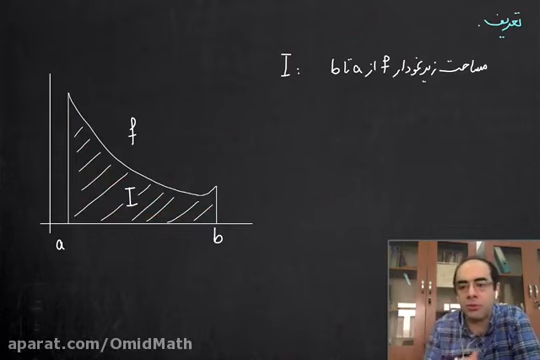 تعریف.
I: مساحت زیر نمودار f از a تا b
f
I
a
b
aparat.com/OmidMath